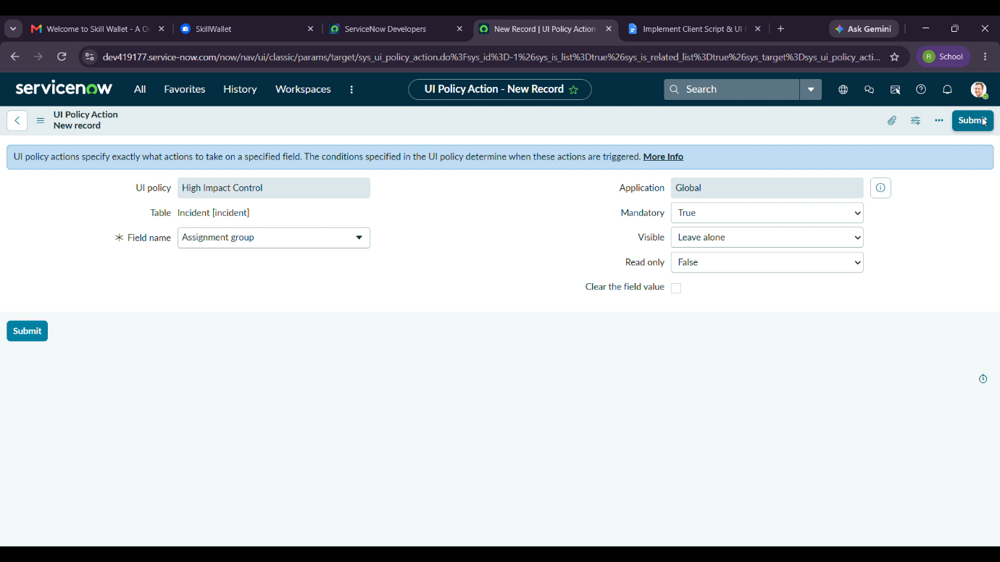 Welcome to Skill Wallet - A O
SkillWallet
ServiceNow Developers
New Record | UI Policy Action
Implement Client Script & UI
Ask Gemini
dev419177.service-now.com/now/nav/ui/classic/params/target/sys_ui_policy_action.do%3Fsys_id%3D-1%26sys_is_list%3Dtrue%26sys_is_related_list%3Dtrue%26sys_target%3Dsys_ui_policy_acti...
R School
servicenow
All
Favorites
History
Workspaces
UI Policy Action - New Record
Search
UI Policy Action
New record
Submit
UI policy actions specify exactly what actions to take on a specified field. The conditions specified in the UI policy determine when these actions are triggered. More Info
UI policy High Impact Control
Application Global
Table Incident [incident]
Mandatory True
Field name Assignment group
Visible Leave alone
Read only False
Clear the field value
Submit